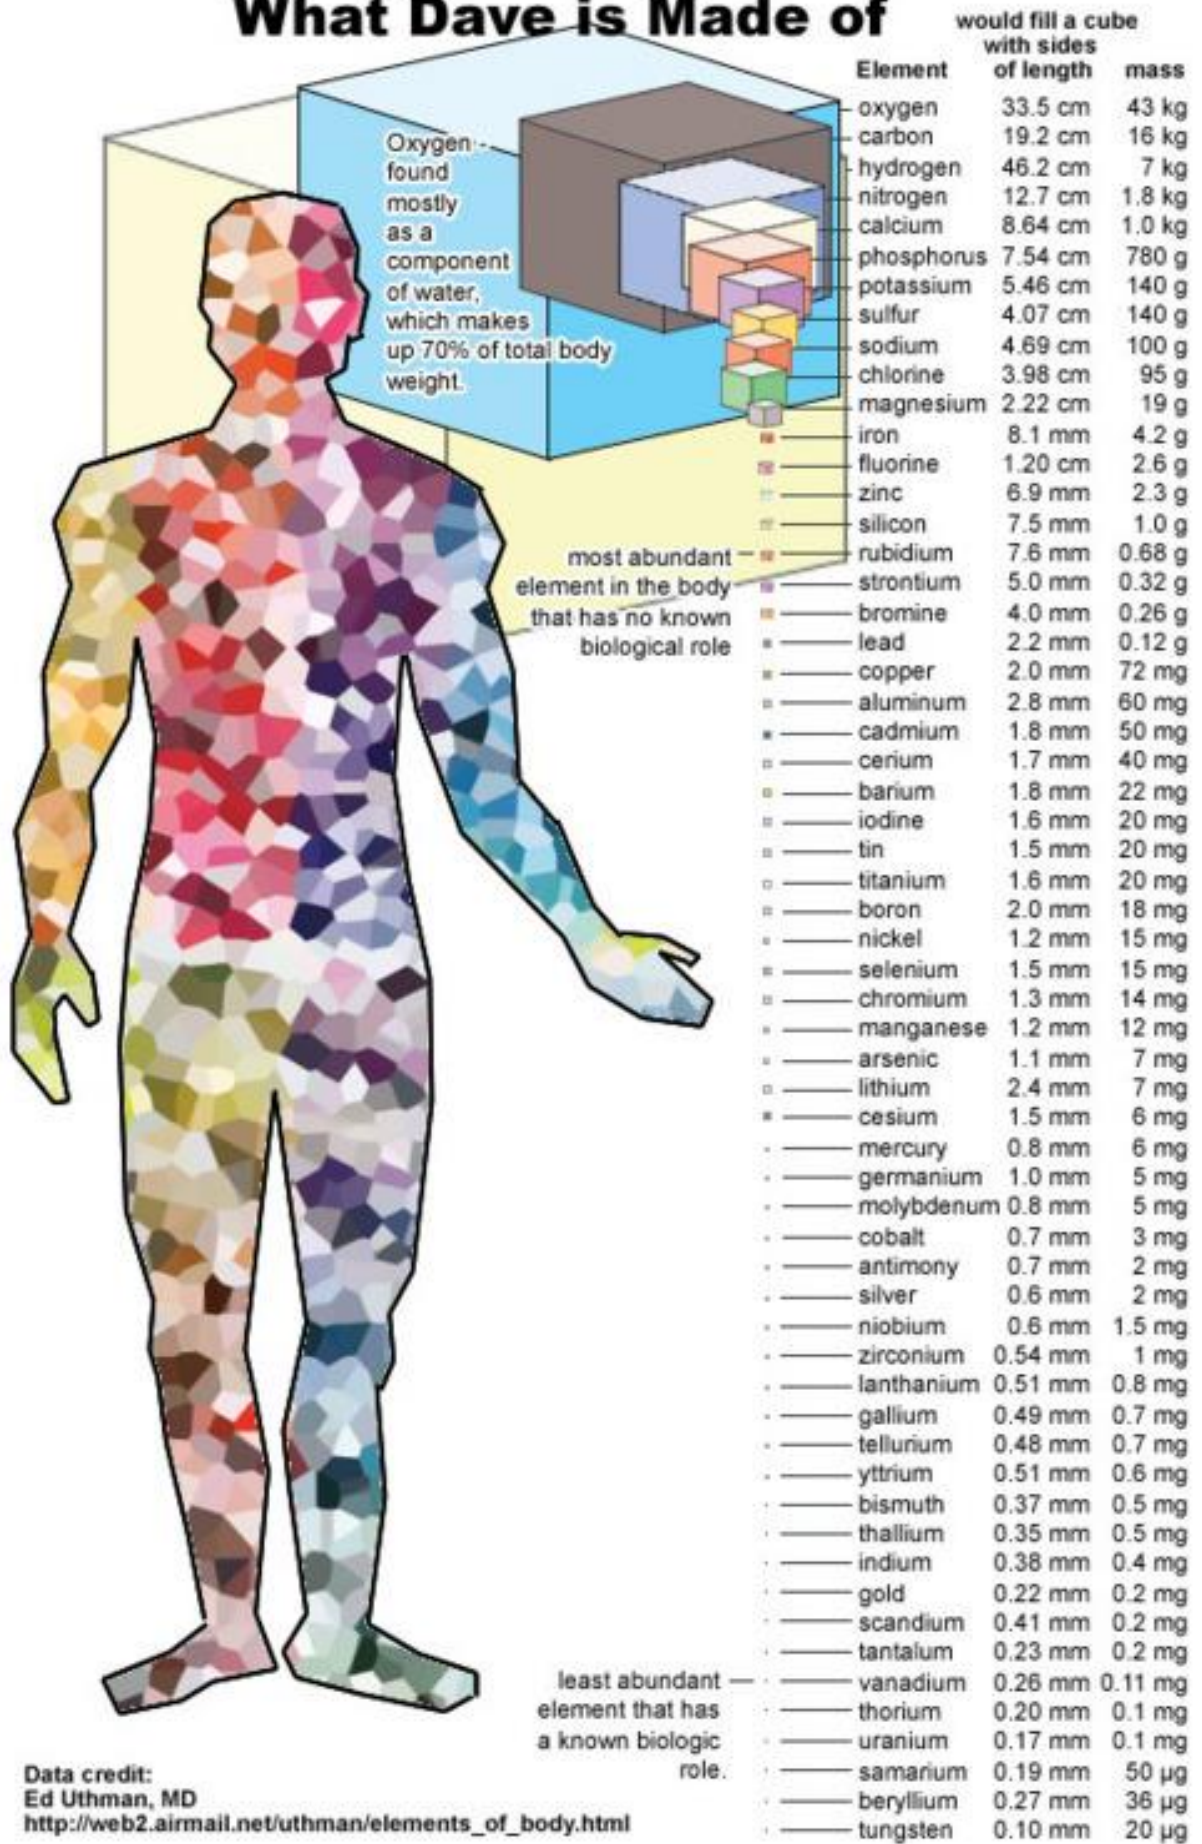 What Dave is Made of
would fill a cube
with sides
Element of length mass
oxygen 33.5 cm 43 kg
carbon 19.2 cm 16 kg
hydrogen 46.2 cm 7 kg
nitrogen 12.7 cm 1.8 kg
calcium 8.64 cm 1.0 kg
phosphorus 7.54 cm 780 g
potassium 5.46 cm 140 g
sulfur 4.07 cm 140 g
sodium 4.69 cm 100 g
chlorine 3.98 cm 95 g
magnesium 2.22 cm 19 g
iron 8.1 mm 4.2 g
fluorine 1.20 cm 2.6 g
zinc 6.9 mm 2.3 g
silicon 7.5 mm 1.0 g
rubidium 7.6 mm 0.68 g
strontium 5.0 mm 0.32 g
bromine 4.0 mm 0.26 g
lead 2.2 mm 0.12 g
copper 2.0 mm 72 mg
aluminum 2.8 mm 60 mg
cadmium 1.8 mm 50 mg
cerium 1.7 mm 40 mg
barium 1.8 mm 22 mg
iodine 1.6 mm 20 mg
tin 1.5 mm 20 mg
titanium 1.6 mm 20 mg
boron 2.0 mm 18 mg
nickel 1.2 mm 15 mg
selenium 1.5 mm 15 mg
chromium 1.3 mm 14 mg
manganese 1.2 mm 12 mg
arsenic 1.1 mm 7 mg
lithium 2.4 mm 7 mg
cesium 1.5 mm 6 mg
mercury 0.8 mm 6 mg
germanium 1.0 mm 5 mg
molybdenum 0.8 mm 5 mg
cobalt 0.7 mm 3 mg
antimony 0.7 mm 2 mg
silver 0.6 mm 2 mg
niobium 0.6 mm 1.5 mg
zirconium 0.54 mm 1 mg
lanthanium 0.51 mm 0.8 mg
gallium 0.49 mm 0.7 mg
tellurium 0.48 mm 0.7 mg
yttrium 0.51 mm 0.6 mg
bismuth 0.37 mm 0.5 mg
thallium 0.35 mm 0.5 mg
indium 0.38 mm 0.4 mg
gold 0.22 mm 0.2 mg
scandium 0.41 mm 0.2 mg
tantalum 0.23 mm 0.2 mg
vanadium 0.26 mm 0.11 mg
thorium 0.20 mm 0.1 mg
uranium 0.17 mm 0.1 mg
samarium 0.19 mm 50 µg
beryllium 0.27 mm 36 µg
tungsten 0.10 mm 20 µg
Oxygen
found
mostly
as a
component
of water,
which makes
up 70% of total body
weight.
most abundant
element in the body
that has no known
biological role
least abundant
element that has
a known biologic
role.
Data credit:
Ed Uthman, MD
http://web2.airmail.net/uthman/elements_of_body.html